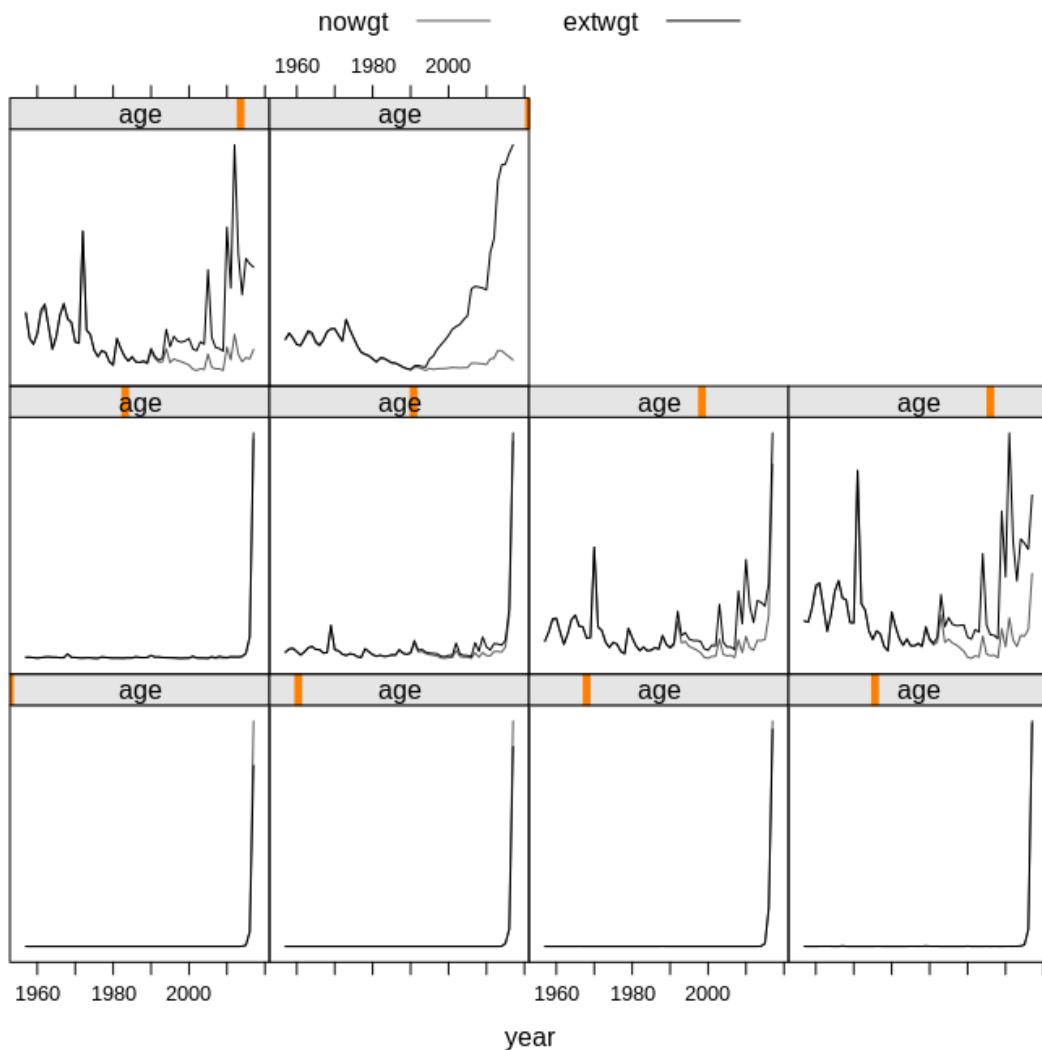 nowgt extwgt
1960 1980 2000
age age
age age age age
age age age age
1960 1980 2000 1960 1980 2000
year